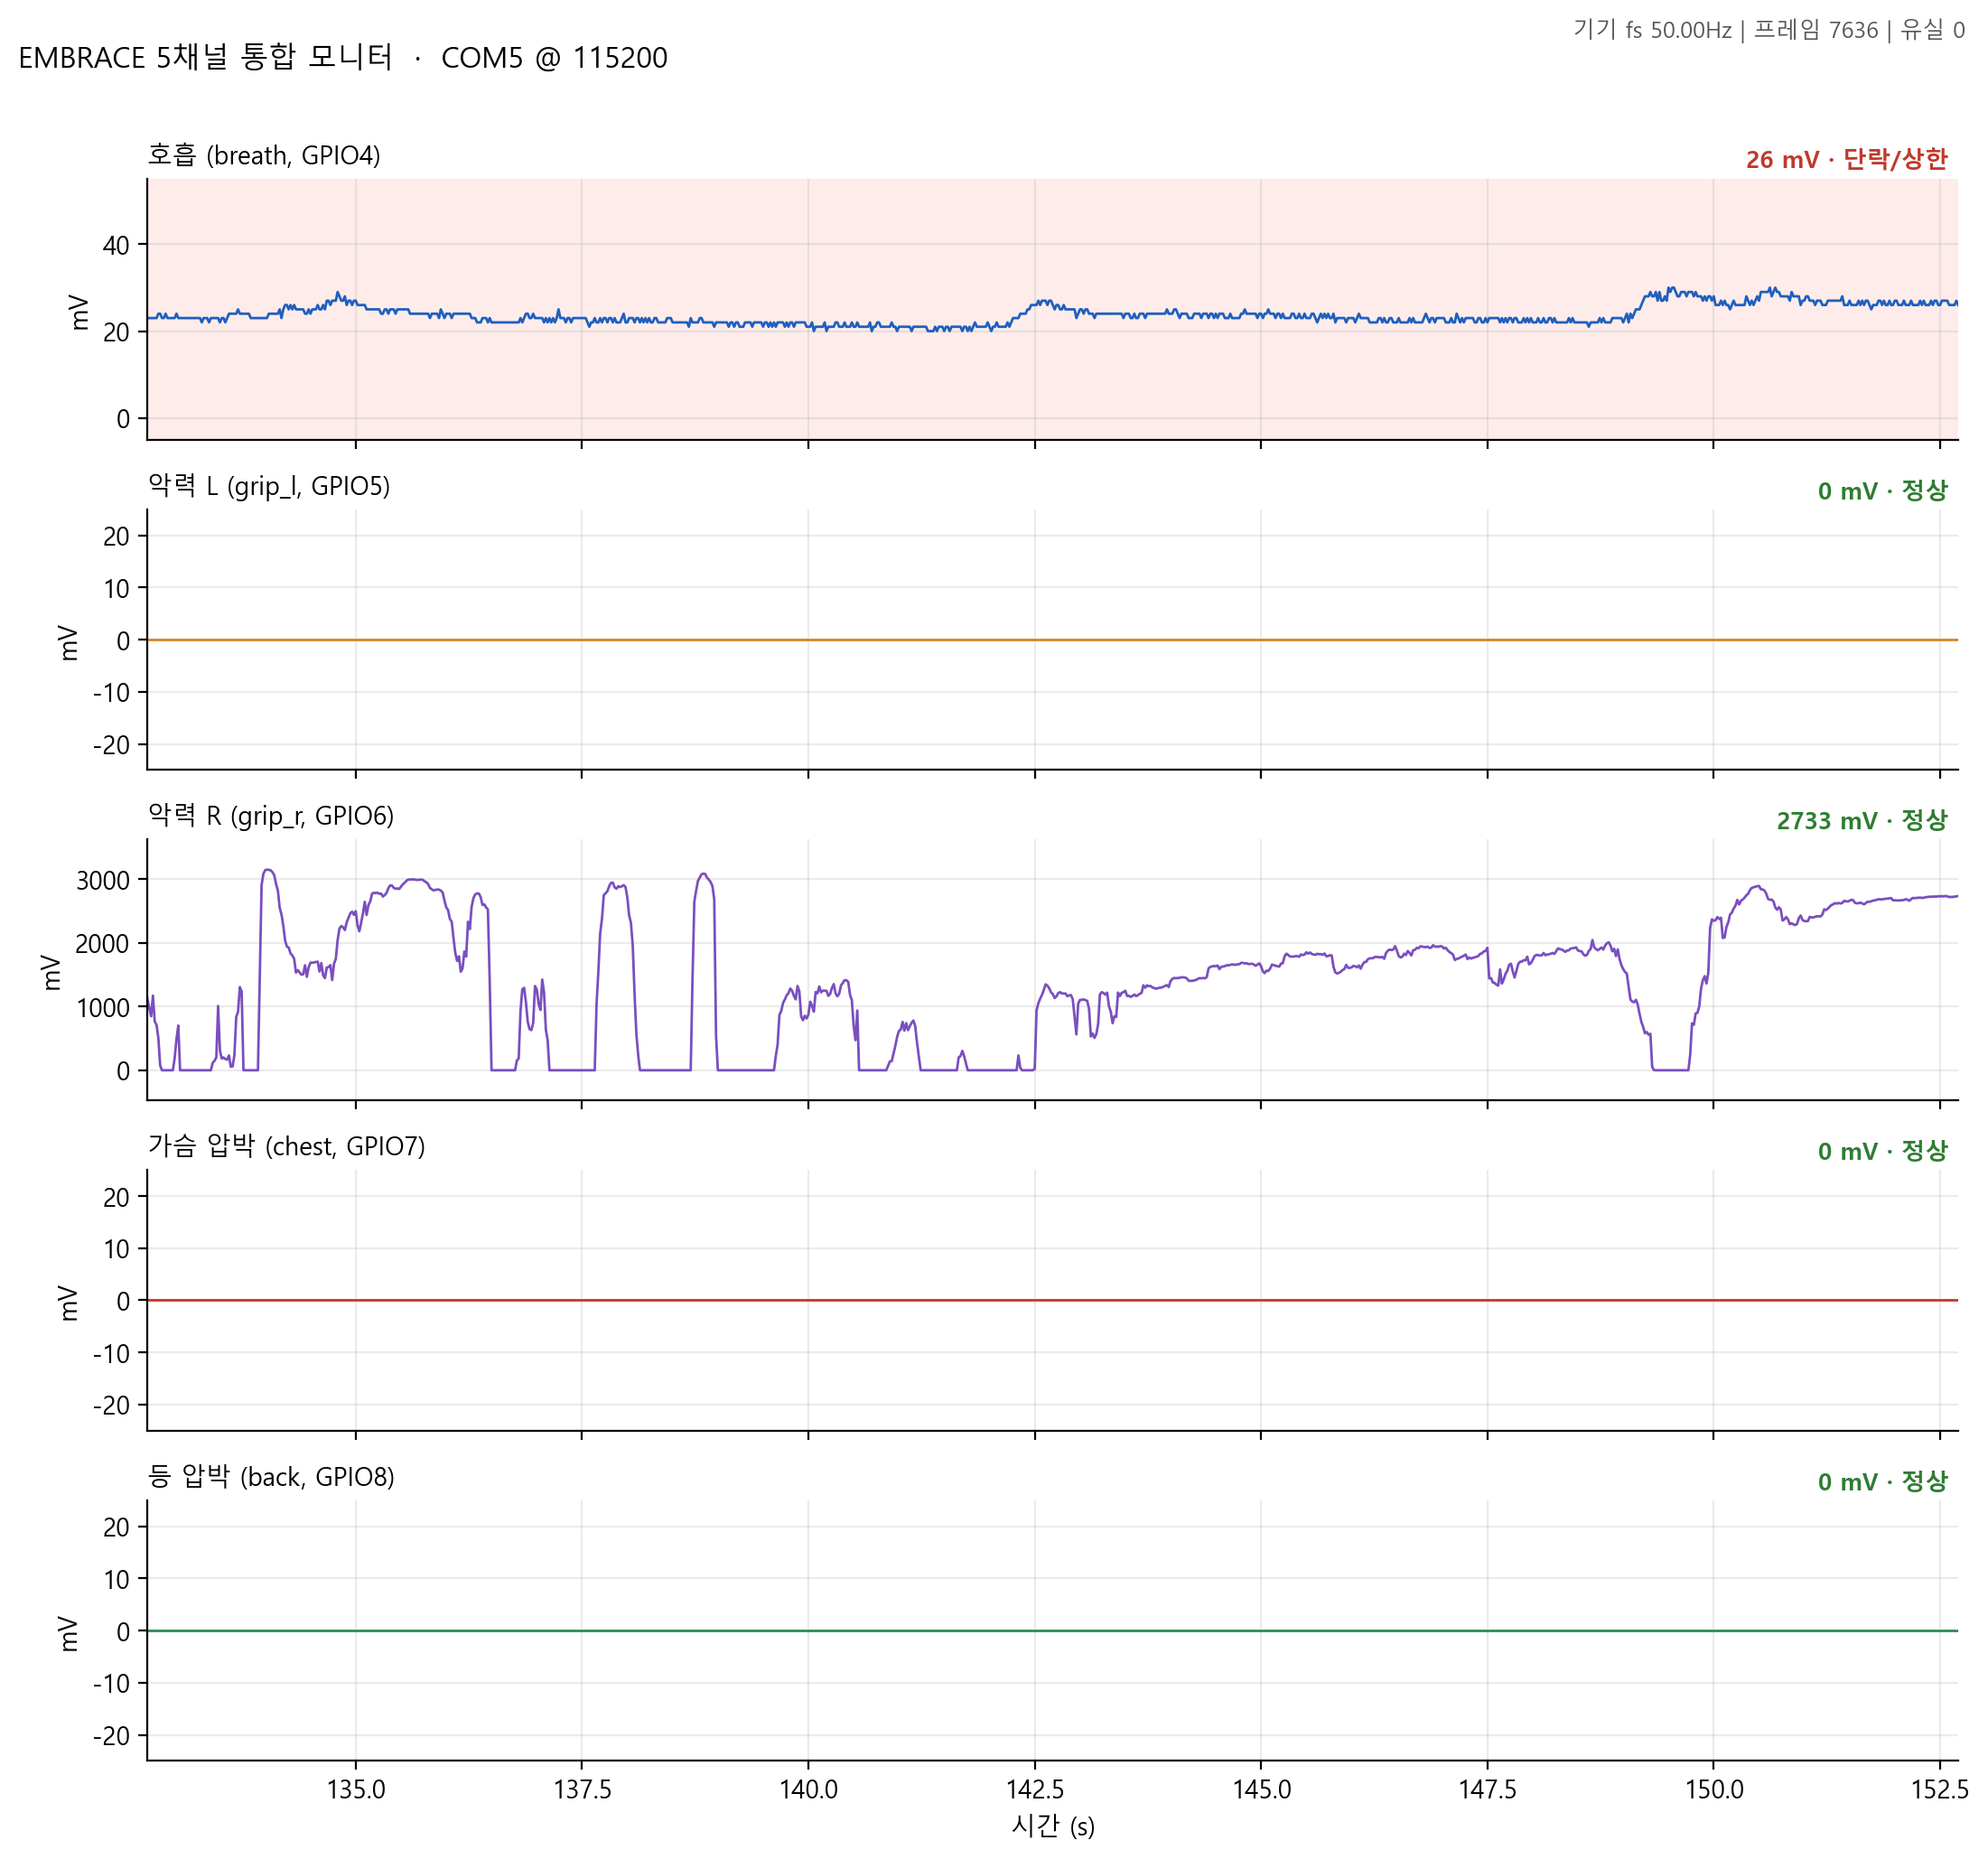 기기 fs 50.00Hz | 프레임 7636 | 유실 0
EMBRACE 5채널 통합 모니터 · COM5 @ 115200
호흡 (breath, GPIO4)
26 mV · 단락/상한
40
20
0
mV
악력 L (grip_l, GPIO5)
0 mV · 정상
20
10
0
-10
-20
mV
악력 R (grip_r, GPIO6)
2733 mV · 정상
3000
2000
1000
0
mV
가슴 압박 (chest, GPIO7)
0 mV · 정상
20
10
0
-10
-20
mV
등 압박 (back, GPIO8)
0 mV · 정상
20
10
0
-10
-20
mV
135.0 137.5 140.0 142.5 145.0 147.5 150.0 152.5
시간 (s)